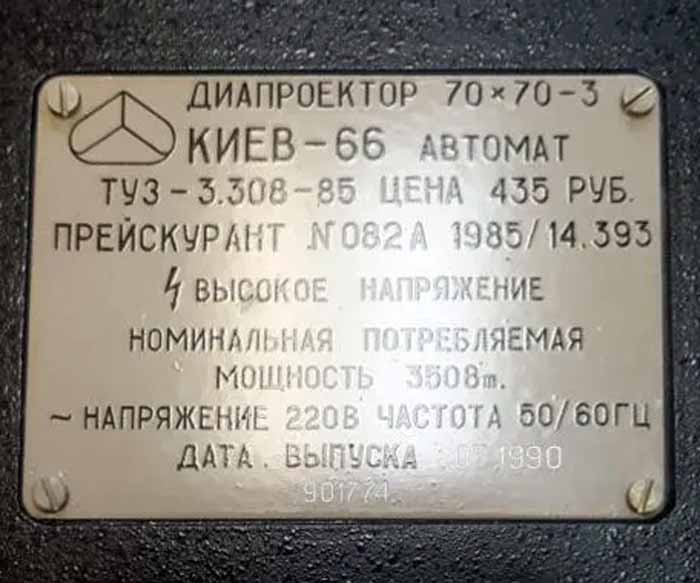 ДИАПРОЕКТОР 70×70-3
КИЕВ-66 АВТОМАТ
ТУ3-3.308-85 ЦЕНА 435 РУБ.
ПРЕЙСКУРАНТ №082А 1985/14.393
ВЫСОКОЕ НАПРЯЖЕНИЕ
НОМИНАЛЬНАЯ ПОТРЕБЛЯЕМАЯ
МОЩНОСТЬ 350Вт.
~ НАПРЯЖЕНИЕ 220В ЧАСТОТА 50/60ГЦ
ДАТА. ВЫПУСКА 1990
901774